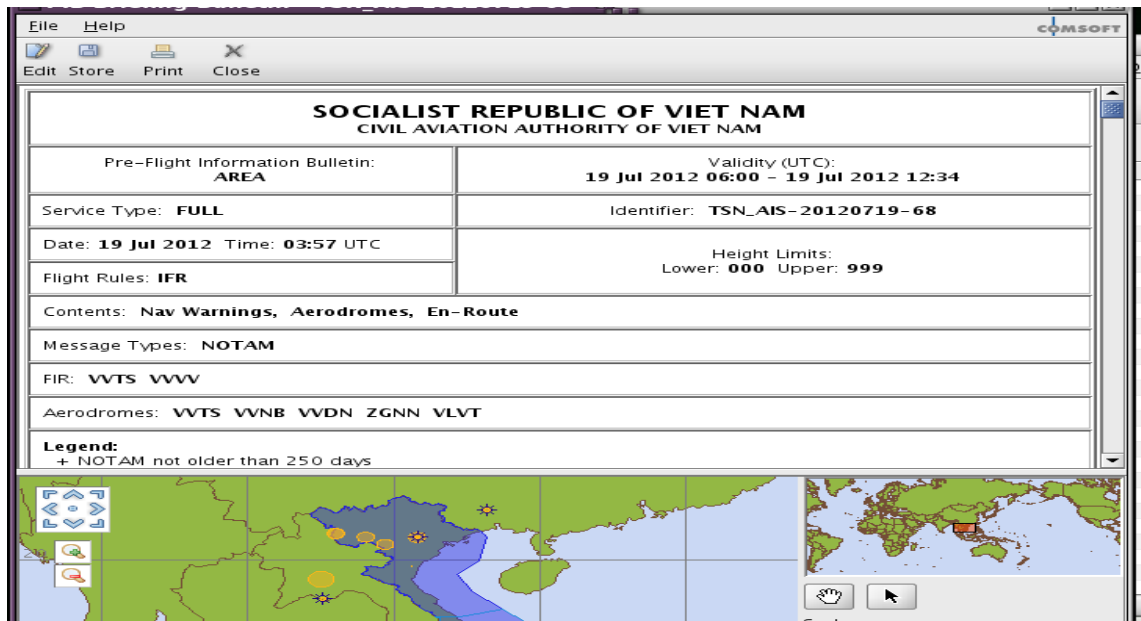 File Help
COMSOFT
Edit Store Print Close
SOCIALIST REPUBLIC OF VIET NAM
CIVIL AVIATION AUTHORITY OF VIET NAM
Pre-Flight Information Bulletin:
AREA
Validity (UTC):
19 Jul 2012 06:00 - 19 Jul 2012 12:34
Service Type: FULL
Identifier: TSN_AIS-20120719-68
Date: 19 Jul 2012 Time: 03:57 UTC
Height Limits:
Lower: 000 Upper: 999
Flight Rules: IFR
Contents: Nav Warnings, Aerodromes, En-Route
Message Types: NOTAM
FIR: VVTS VVVV
Aerodromes: VVTS VVNB VVDN ZGNN VLVT
Legend:
+ NOTAM not older than 250 days